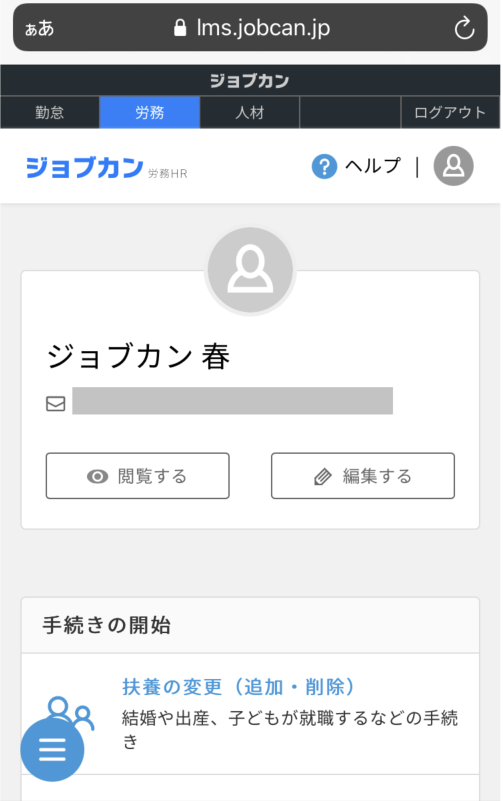 ぁあ lms.jobcan.jp
ジョブカン
勤怠 労務 人材 ログアウト
ジョブカン 労務HR ? ヘルプ |
ジョブカン 春
閲覧する 編集する
手続きの開始
扶養の変更（追加・削除）
結婚や出産、子どもが就職するなどの手続
き